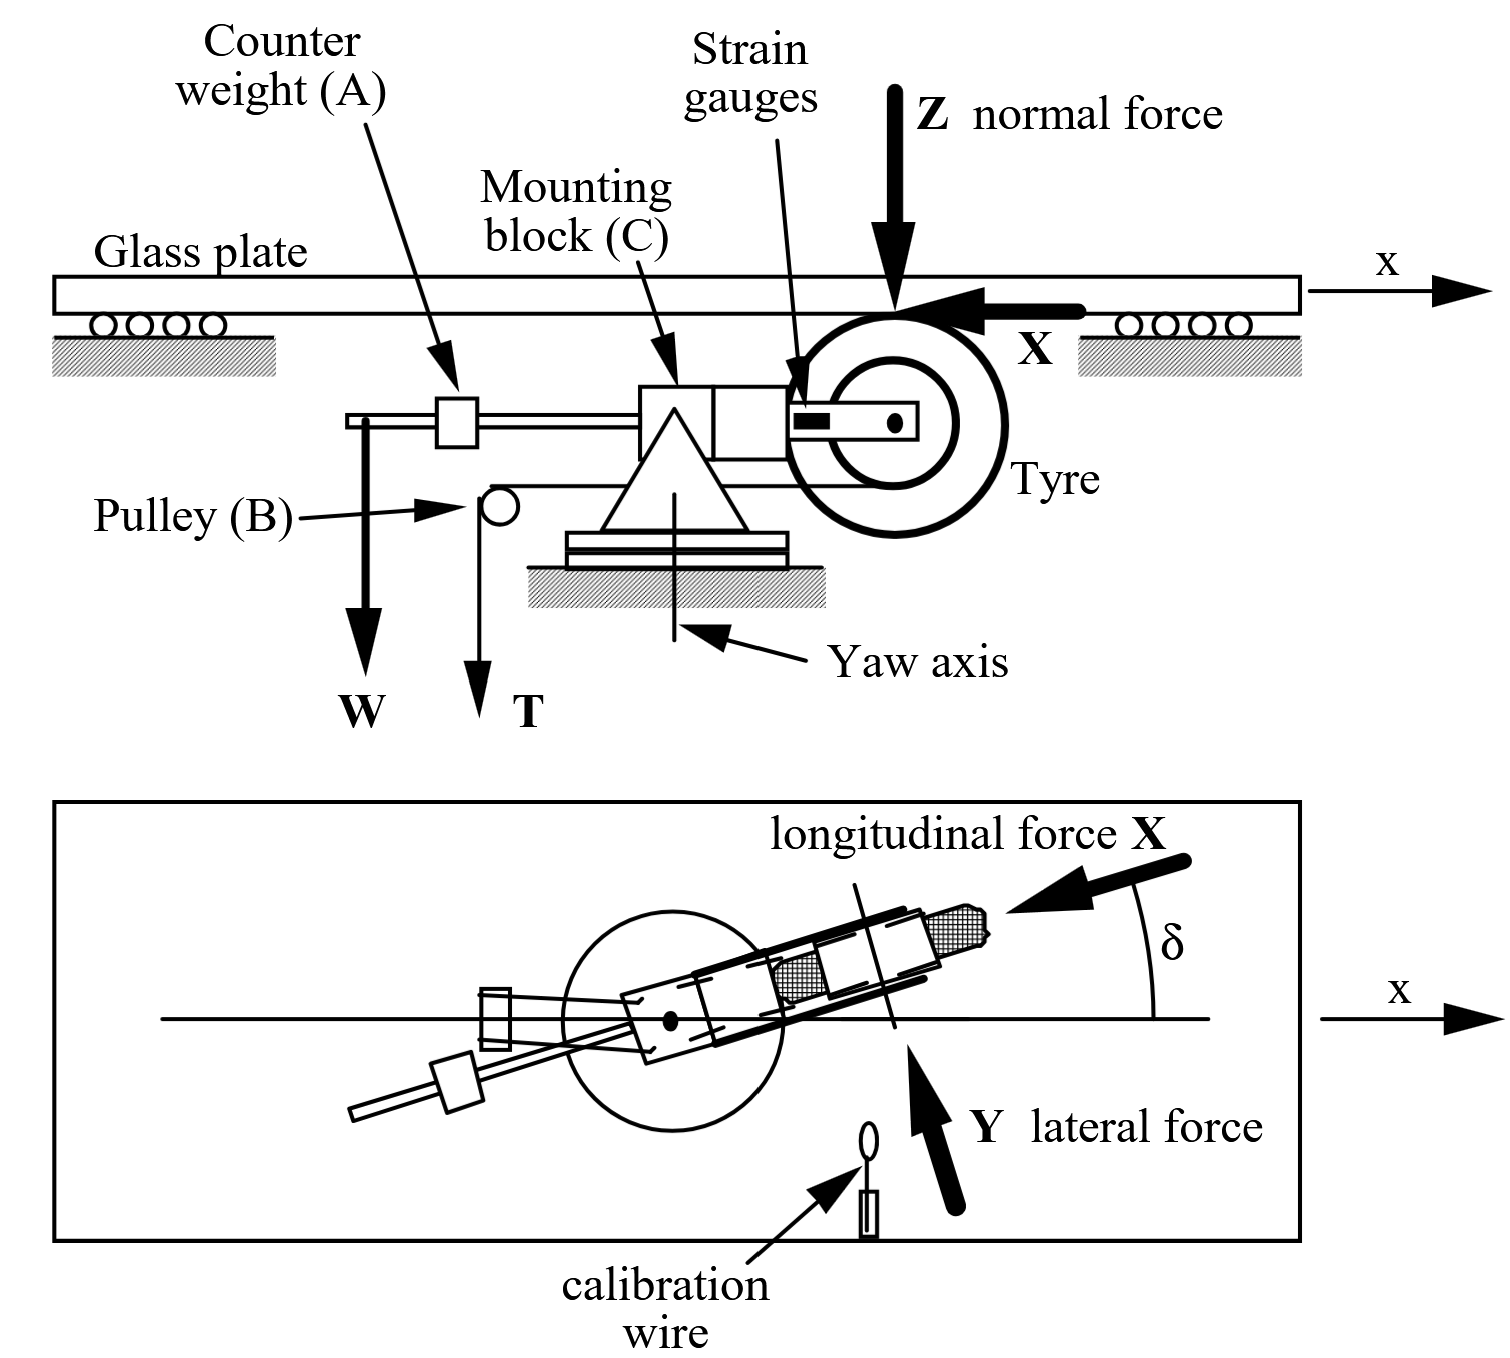 Counter
weight (A)
Strain
gauges
Z normal force
Mounting
block (C)
Glass plate
x
X
Tyre
Pulley (B)
Yaw axis
W
T
longitudinal force X
δ
x
Y lateral force
calibration
wire